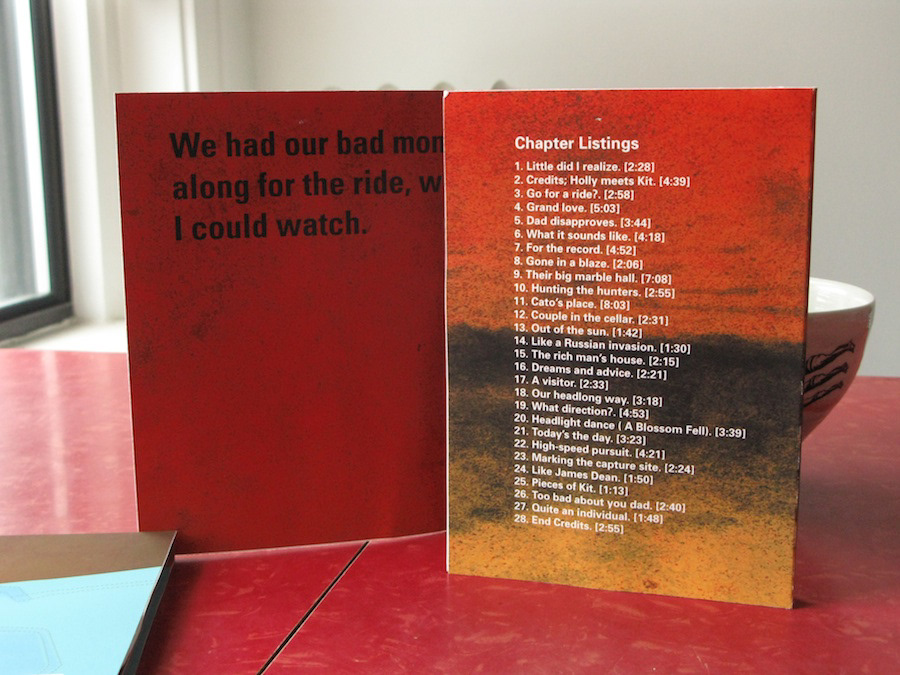 We had our bad mom
along for the ride, w
I could watch.
Chapter Listings
1. Little did I realize. [2:28]
2. Credits; Holly meets Kit. [4:39]
3. Go for a ride?. [2:58]
4. Grand love. [5:03]
5. Dad disapproves. [3:44]
6. What it sounds like. [4:18]
7. For the record. [4:52]
8. Gone in a blaze. [2:06]
9. Their big marble hall. [7:08]
10. Hunting the hunters. [2:55]
11. Cato's place. [8:03]
12. Couple in the cellar. [2:31]
13. Out of the sun. [1:42]
14. Like a Russian invasion. [1:30]
15. The rich man's house. [2:15]
16. Dreams and advice. [2:21]
17. A visitor. [2:33]
18. Our headlong way. [3:18]
19. What direction?. [4:53]
20. Headlight dance ( A Blossom Fell). [3:39]
21. Today's the day. [3:23]
22. High-speed pursuit. [4:21]
23. Marking the capture site. [2:24]
24. Like James Dean. [1:50]
25. Pieces of Kit. [1:13]
26. Too bad about you dad. [2:40]
27. Quite an individual. [1:48]
28. End Credits. [2:55]